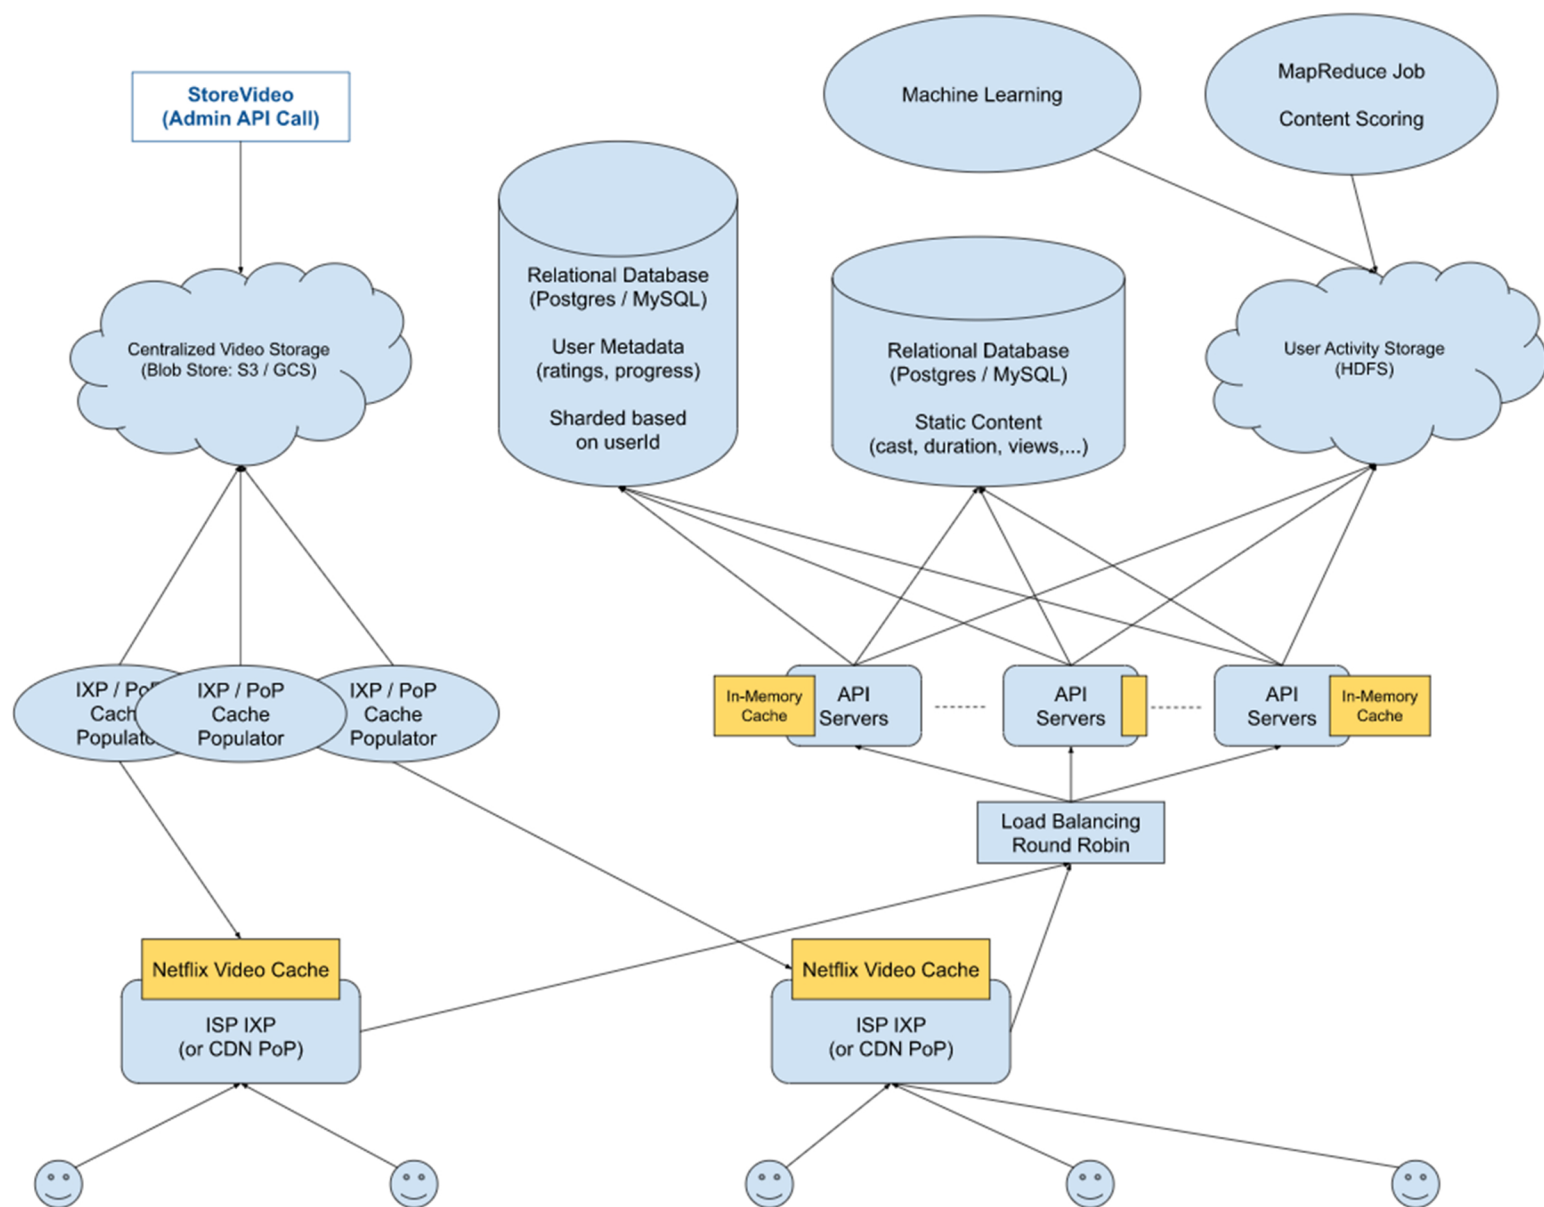 StoreVideo
(Admin API Call)
Machine Learning
MapReduce Job
Content Scoring
Relational Database
(Postgres / MySQL)
User Metadata
(ratings, progress)
Sharded based
on userId
Relational Database
(Postgres / MySQL)
Static Content
(cast, duration, views,...)
Centralized Video Storage
(Blob Store: S3 / GCS)
User Activity Storage
(HDFS)
IXP / PoP
Cach
Populato
IXP / PoP
Cache
Populator
IXP / PoP
Cache
Populator
In-Memory
Cache
API
Servers
API
Servers
API
Servers
In-Memory
Cache
Load Balancing
Round Robin
Netflix Video Cache
ISP IXP
(or CDN PoP)
Netflix Video Cache
ISP IXP
(or CDN PoP)